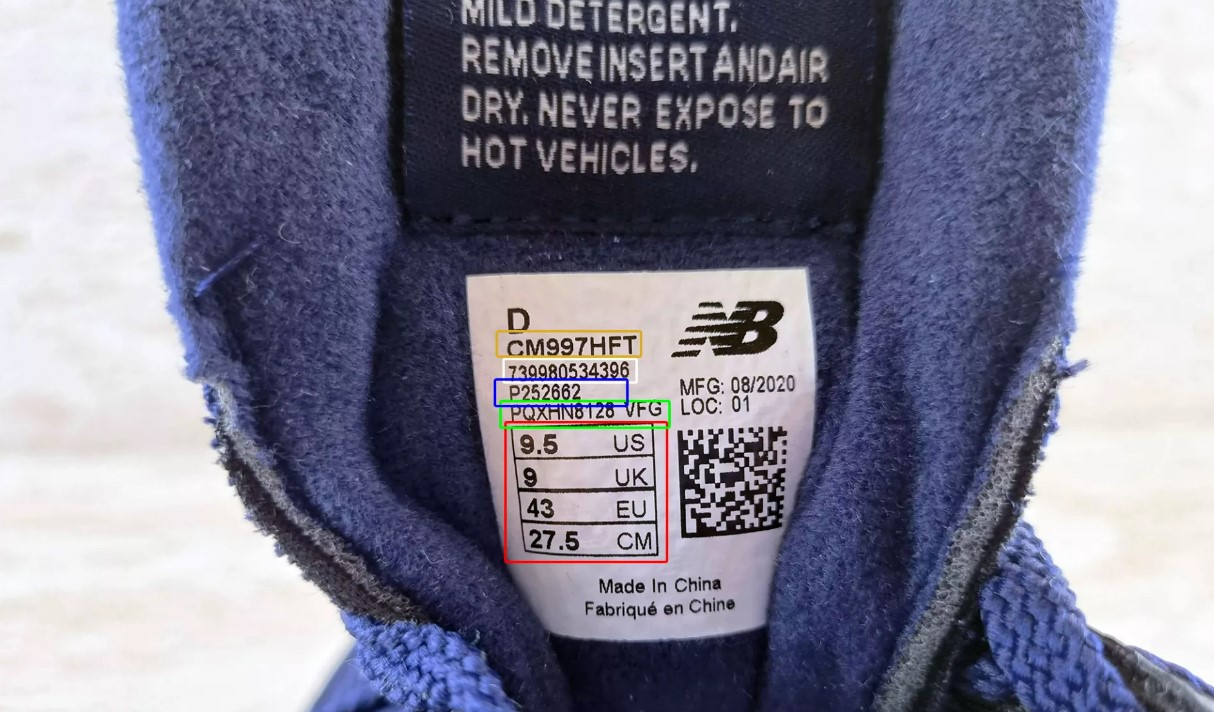 MILD DETERGENT.
REMOVE INSERT AND AIR
DRY. NEVER EXPOSE TO
HOT VEHICLES.
D
NB
CM997HFT
739980534396
P252662
PQXHN8128 VFG
MFG: 08/2020
LOC: 01
9.5 US
9 UK
43 EU
27.5 CM
Made In China
Fabriqué en Chine